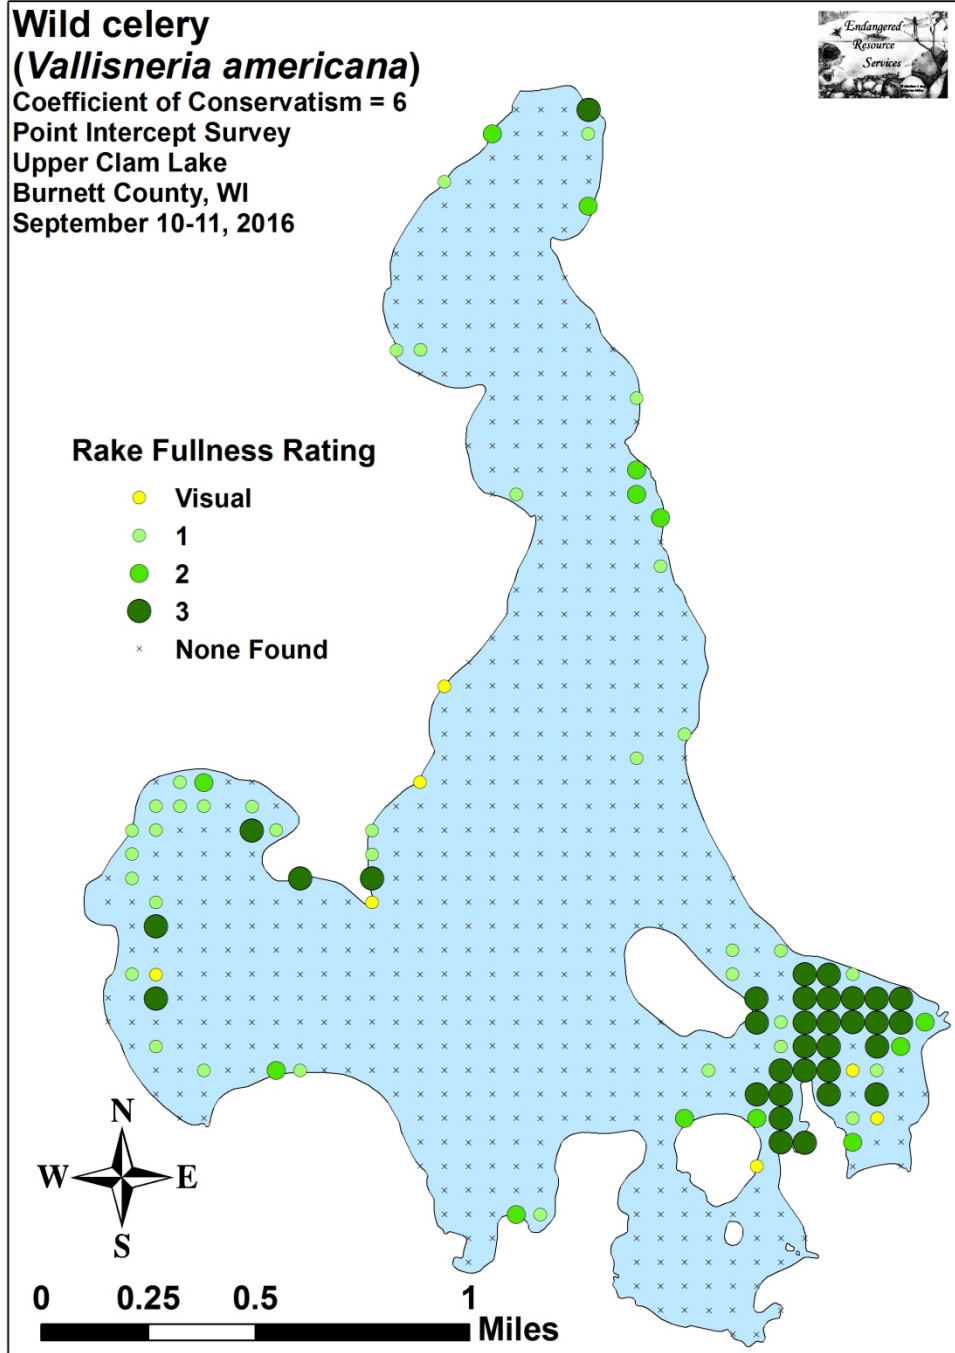 Wild celery
(Vallisneria americana)
Coefficient of Conservatism = 6
Point Intercept Survey
Upper Clam Lake
Burnett County, WI
September 10-11, 2016
Endangered
Resource
Services
Rake Fullness Rating
Visual
1
2
3
None Found
N
W E
S
0 0.25 0.5 1
Miles